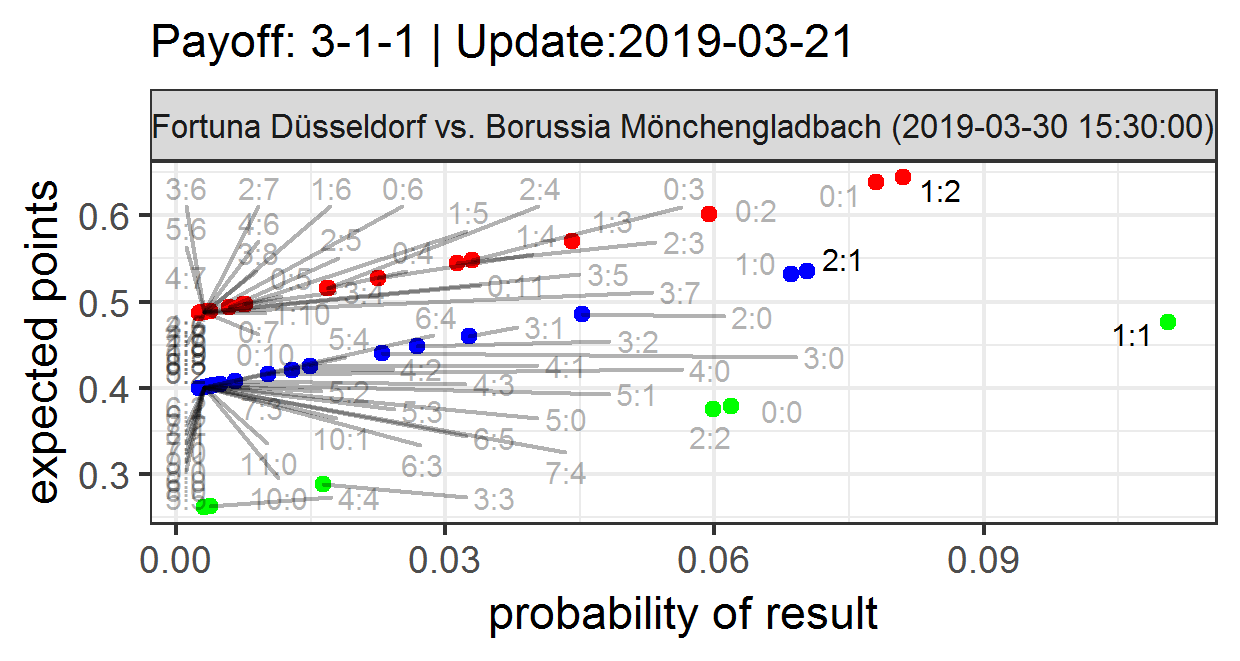 Payoff: 3-1-1 | Update:2019-03-21
Fortuna Düsseldorf vs. Borussia Mönchengladbach (2019-03-30 15:30:00)
expected points
0.6
0.5
0.4
0.3
3:6 2:7 1:6 0:6 2:4 0:3 0:1 1:2
5:6 4:6 1:5 1:3 0:2
3:8 2:5 0:4 1:4 2:3 1:0 2:1
4:7 0:5 3:4 0:11 3:5 3:7
0:7 1:10 6:4 3:1 2:0 1:1
0:10 5:4 3:2 3:0
4:2 4:1 4:0
5:2 4:3 5:1
7:3 5:3 5:0 0:0
10:1 6:5 2:2
11:0 6:3 7:4
10:0 4:4 3:3
0.00 0.03 0.06 0.09
probability of result